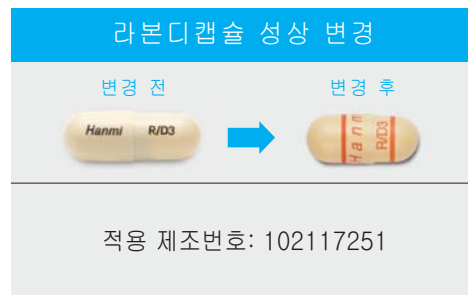 라본디캡슐 성상 변경
변경 전
변경 후
Hanmi R/D3
Hanmi
R/D3
적용 제조번호: 102117251